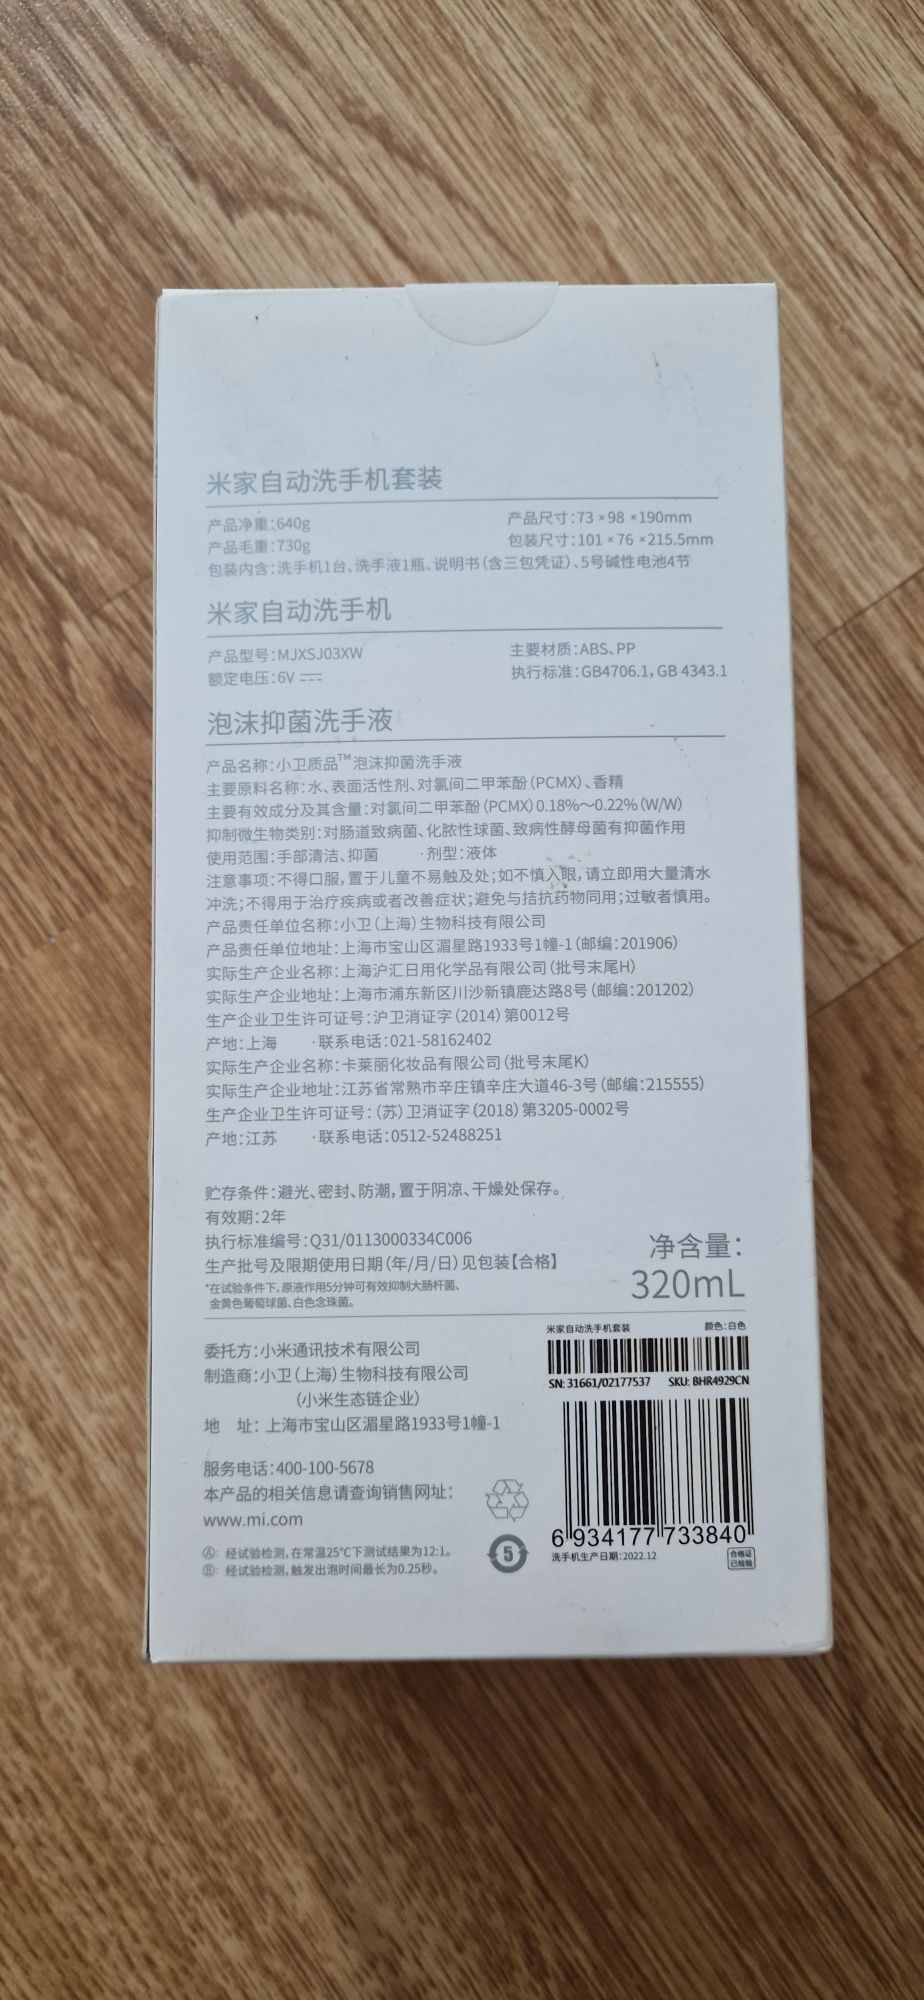 米家自动洗手机套装
产品净重:640g
产品尺寸:73×98×190mm
产品毛重:730g
包装尺寸:101×76×215.5mm
包装内含:洗手机1台、洗手液1瓶、说明书(含三包凭证)、5号碱性电池4节
米家自动洗手机
产品型号:MJXSJ03XW
主要材质:ABS、PP
额定电压:6V ⎓
执行标准:GB4706.1,GB 4343.1
泡沫抑菌洗手液
产品名称:小卫质品™泡沫抑菌洗手液
主要原料名称:水、表面活性剂、对氯间二甲苯酚(PCMX)、香精
主要有效成分及其含量:对氯间二甲苯酚(PCMX)0.18%~0.22%(W/W)
抑制微生物类别:对肠道致病菌、化脓性球菌、致病性酵母菌有抑菌作用
使用范围:手部清洁、抑菌 ·剂型:液体
注意事项:不得口服,置于儿童不易触及处;如不慎入眼,请立即用大量清水
冲洗;不得用于治疗疾病或者改善症状;避免与拮抗药物同用;过敏者慎用。
产品责任单位名称:小卫(上海)生物科技有限公司
产品责任单位地址:上海市宝山区湄星路1933号1幢-1(邮编:201906)
实际生产企业名称:上海沪汇日用化学品有限公司(批号末尾H)
实际生产企业地址:上海市浦东新区川沙新镇鹿达路8号(邮编:201202)
生产企业卫生许可证号:沪卫消证字(2014)第0012号
产地:上海 ·联系电话:021-58162402
实际生产企业名称:卡莱丽化妆品有限公司(批号末尾K)
实际生产企业地址:江苏省常熟市辛庄镇辛庄大道46-3号(邮编:215555)
生产企业卫生许可证号:(苏)卫消证字(2018)第3205-0002号
产地:江苏 ·联系电话:0512-52488251
贮存条件:避光、密封、防潮,置于阴凉、干燥处保存。
有效期:2年
执行标准编号:Q31/0113000334C006
生产批号及限期使用日期(年/月/日)见包装【合格】
*在试验条件下,原液作用5分钟可有效抑制大肠杆菌、
金黄色葡萄球菌、白色念珠菌。
净含量:
320mL
委托方:小米通讯技术有限公司
制造商:小卫(上海)生物科技有限公司
(小米生态链企业)
地 址:上海市宝山区湄星路1933号1幢-1
服务电话:400-100-5678
本产品的相关信息请查询销售网址:
www.mi.com
Ⓐ: 经试验检测,在常温25℃下测试结果为12:1。
Ⓑ: 经试验检测,触发出泡时间最长为0.25秒。
米家自动洗手机套装 颜色:白色
SN: 31661/02177537 SKU: BHR4929CN
6 934177 733840
洗手机生产日期:2022.12
合格证
已检验
5